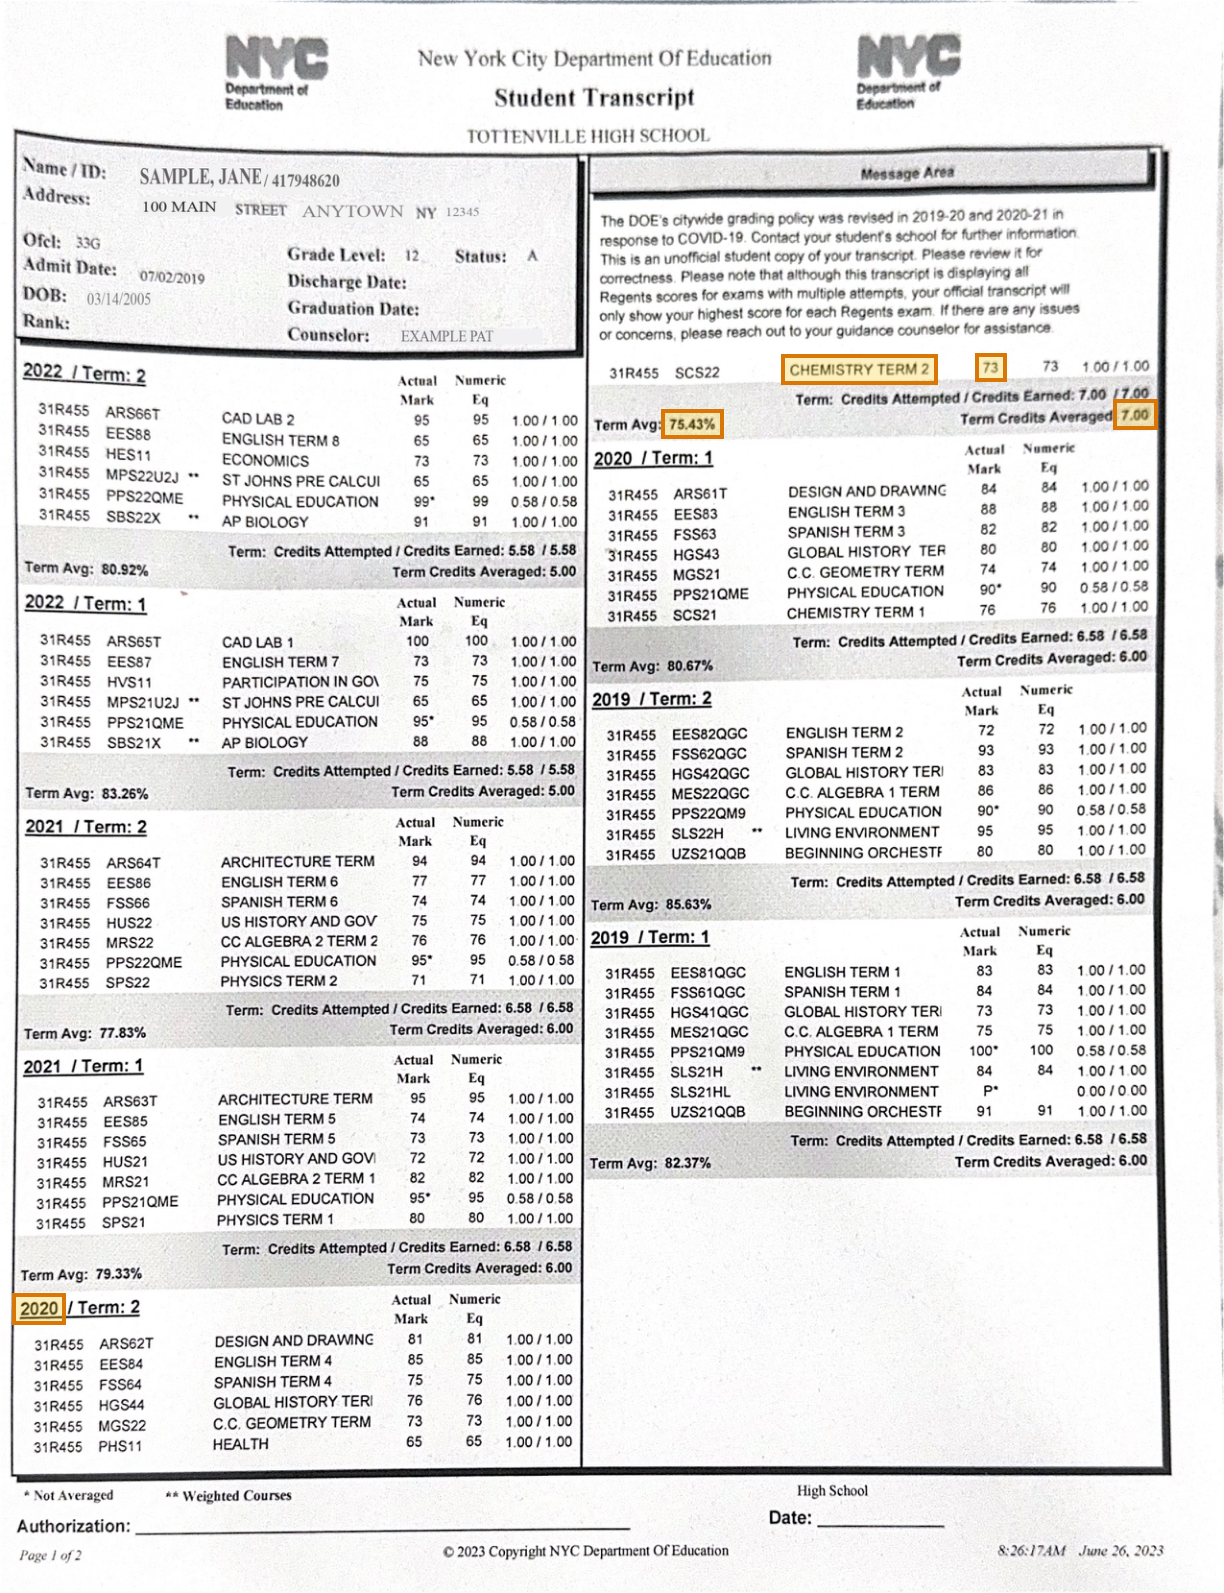 NYC
Department of
Education
New York City Department Of Education
Student Transcript
TOTTENVILLE HIGH SCHOOL
NYC
Department of
Education
Name / ID: SAMPLE, JANE / 417948620
Address: 100 MAIN STREET ANYTOWN NY 12345
Ofcl: 33G
Admit Date: 07/02/2019
DOB: 03/14/2005
Rank:
Grade Level: 12 Status: A
Discharge Date:
Graduation Date:
Counselor: EXAMPLE PAT
2022 / Term: 2
Actual Mark Numeric Eq
31R455 ARS66T CAD LAB 2 95 95 1.00 / 1.00
31R455 EES88 ENGLISH TERM 8 65 65 1.00 / 1.00
31R455 HES11 ECONOMICS 73 73 1.00 / 1.00
31R455 MPS22U2J ** ST JOHNS PRE CALCUI 65 65 1.00 / 1.00
31R455 PPS22QME PHYSICAL EDUCATION 99* 99 0.58 / 0.58
31R455 SBS22X ** AP BIOLOGY 91 91 1.00 / 1.00
Term: Credits Attempted / Credits Earned: 5.58 / 5.58
Term Avg: 80.92% Term Credits Averaged: 5.00
2022 / Term: 1
Actual Mark Numeric Eq
31R455 ARS65T CAD LAB 1 100 100 1.00 / 1.00
31R455 EES87 ENGLISH TERM 7 73 73 1.00 / 1.00
31R455 HVS11 PARTICIPATION IN GO\ 75 75 1.00 / 1.00
31R455 MPS21U2J ** ST JOHNS PRE CALCUI 65 65 1.00 / 1.00
31R455 PPS21QME PHYSICAL EDUCATION 95* 95 0.58 / 0.58
31R455 SBS21X ** AP BIOLOGY 88 88 1.00 / 1.00
Term: Credits Attempted / Credits Earned: 5.58 / 5.58
Term Avg: 83.26% Term Credits Averaged: 5.00
2021 / Term: 2
Actual Mark Numeric Eq
31R455 ARS64T ARCHITECTURE TERM 94 94 1.00 / 1.00
31R455 EES86 ENGLISH TERM 6 77 77 1.00 / 1.00
31R455 FSS66 SPANISH TERM 6 74 74 1.00 / 1.00
31R455 HUS22 US HISTORY AND GOV 75 75 1.00 / 1.00
31R455 MRS22 CC ALGEBRA 2 TERM 2 76 76 1.00 / 1.00
31R455 PPS22QME PHYSICAL EDUCATION 95* 95 0.58 / 0.58
31R455 SPS22 PHYSICS TERM 2 71 71 1.00 / 1.00
Term: Credits Attempted / Credits Earned: 6.58 / 6.58
Term Avg: 77.83% Term Credits Averaged: 6.00
2021 / Term: 1
Actual Mark Numeric Eq
31R455 ARS63T ARCHITECTURE TERM 95 95 1.00 / 1.00
31R455 EES85 ENGLISH TERM 5 74 74 1.00 / 1.00
31R455 FSS65 SPANISH TERM 5 73 73 1.00 / 1.00
31R455 HUS21 US HISTORY AND GOVI 72 72 1.00 / 1.00
31R455 MRS21 CC ALGEBRA 2 TERM 1 82 82 1.00 / 1.00
31R455 PPS21QME PHYSICAL EDUCATION 95* 95 0.58 / 0.58
31R455 SPS21 PHYSICS TERM 1 80 80 1.00 / 1.00
Term: Credits Attempted / Credits Earned: 6.58 / 6.58
Term Avg: 79.33% Term Credits Averaged: 6.00
2020 / Term: 2
Actual Mark Numeric Eq
31R455 ARS62T DESIGN AND DRAWING 81 81 1.00 / 1.00
31R455 EES84 ENGLISH TERM 4 85 85 1.00 / 1.00
31R455 FSS64 SPANISH TERM 4 75 75 1.00 / 1.00
31R455 HGS44 GLOBAL HISTORY TERI 76 76 1.00 / 1.00
31R455 MGS22 C.C. GEOMETRY TERM 73 73 1.00 / 1.00
31R455 PHS11 HEALTH 65 65 1.00 / 1.00
Message Area
The DOE's citywide grading policy was revised in 2019-20 and 2020-21 in
response to COVID-19. Contact your student's school for further information.
This is an unofficial student copy of your transcript. Please review it for
correctness. Please note that although this transcript is displaying all
Regents scores for exams with multiple attempts, your official transcript will
only show your highest score for each Regents exam. If there are any issues
or concerns, please reach out to your guidance counselor for assistance.
31R455 SCS22 CHEMISTRY TERM 2 73 73 1.00 / 1.00
Term: Credits Attempted / Credits Earned: 7.00 / 7.00
Term Avg: 75.43% Term Credits Averaged 7.00
2020 / Term: 1
Actual Mark Numeric Eq
31R455 ARS61T DESIGN AND DRAWING 84 84 1.00 / 1.00
31R455 EES83 ENGLISH TERM 3 88 88 1.00 / 1.00
31R455 FSS63 SPANISH TERM 3 82 82 1.00 / 1.00
31R455 HGS43 GLOBAL HISTORY TER 80 80 1.00 / 1.00
31R455 MGS21 C.C. GEOMETRY TERM 74 74 1.00 / 1.00
31R455 PPS21QME PHYSICAL EDUCATION 90* 90 0.58 / 0.58
31R455 SCS21 CHEMISTRY TERM 1 76 76 1.00 / 1.00
Term: Credits Attempted / Credits Earned: 6.58 / 6.58
Term Avg: 80.67% Term Credits Averaged: 6.00
2019 / Term: 2
Actual Mark Numeric Eq
31R455 EES82QGC ENGLISH TERM 2 72 72 1.00 / 1.00
31R455 FSS62QGC SPANISH TERM 2 93 93 1.00 / 1.00
31R455 HGS42QGC GLOBAL HISTORY TERI 83 83 1.00 / 1.00
31R455 MES22QGC C.C. ALGEBRA 1 TERM 86 86 1.00 / 1.00
31R455 PPS22QM9 PHYSICAL EDUCATION 90* 90 0.58 / 0.58
31R455 SLS22H ** LIVING ENVIRONMENT 95 95 1.00 / 1.00
31R455 UZS21QQB BEGINNING ORCHESTF 80 80 1.00 / 1.00
Term: Credits Attempted / Credits Earned: 6.58 / 6.58
Term Avg: 85.63% Term Credits Averaged: 6.00
2019 / Term: 1
Actual Mark Numeric Eq
31R455 EES81QGC ENGLISH TERM 1 83 83 1.00 / 1.00
31R455 FSS61QGC SPANISH TERM 1 84 84 1.00 / 1.00
31R455 HGS41QGC GLOBAL HISTORY TERI 73 73 1.00 / 1.00
31R455 MES21QGC C.C. ALGEBRA 1 TERM 75 75 1.00 / 1.00
31R455 PPS21QM9 PHYSICAL EDUCATION 100* 100 0.58 / 0.58
31R455 SLS21H ** LIVING ENVIRONMENT 84 84 1.00 / 1.00
31R455 SLS21HL LIVING ENVIRONMENT P* 0.00 / 0.00
31R455 UZS21QQB BEGINNING ORCHESTF 91 91 1.00 / 1.00
Term: Credits Attempted / Credits Earned: 6.58 / 6.58
Term Avg: 82.37% Term Credits Averaged: 6.00
* Not Averaged ** Weighted Courses High School
Authorization: Date:
Page 1 of 2 © 2023 Copyright NYC Department Of Education 8:26:17AM June 26, 2023